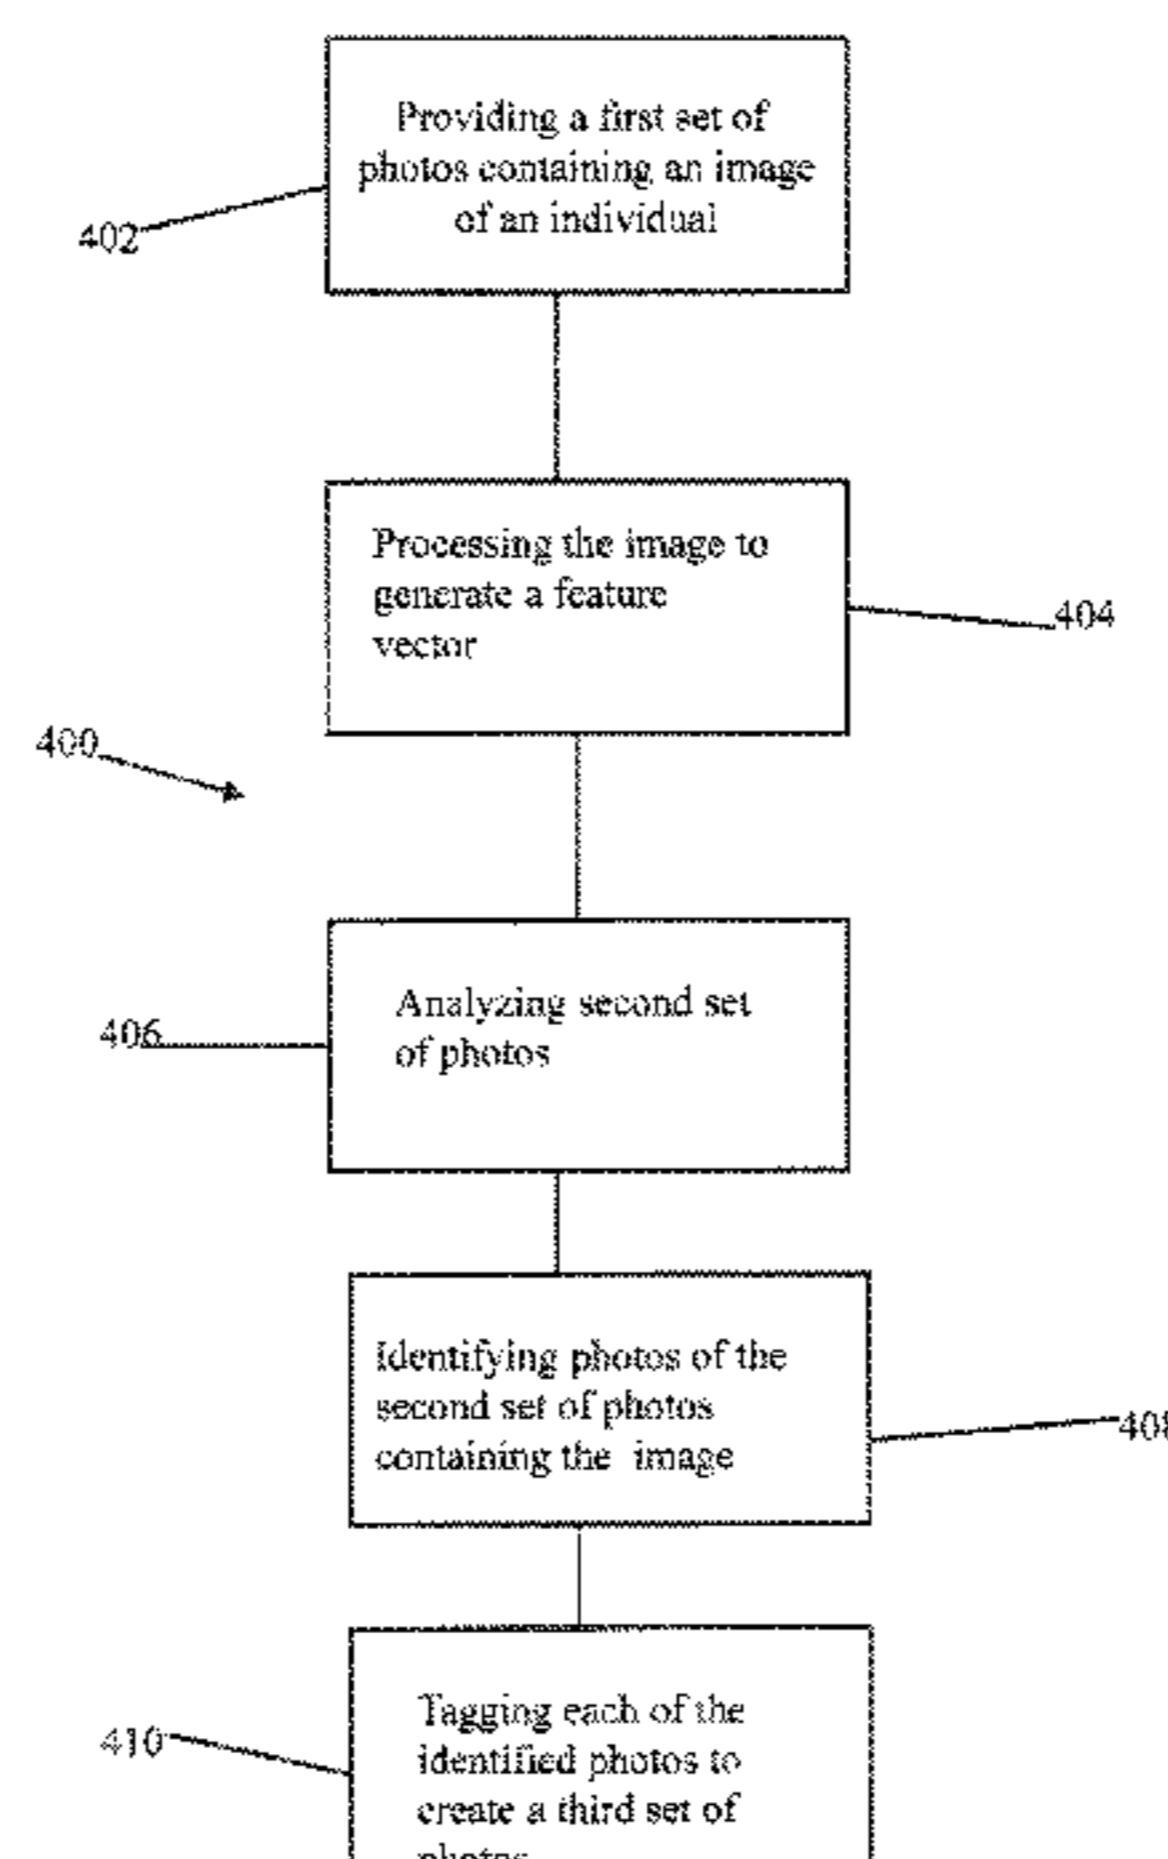 Providing a first set of
photos containing an image
of an individual
402
Processing the image to
generate a feature
vector
404
400
Analyzing second set
of photos
406
Identifying photos of the
second set of photos
containing the image
408
Tagging each of the
identified photos to
create a third set of
photos
410